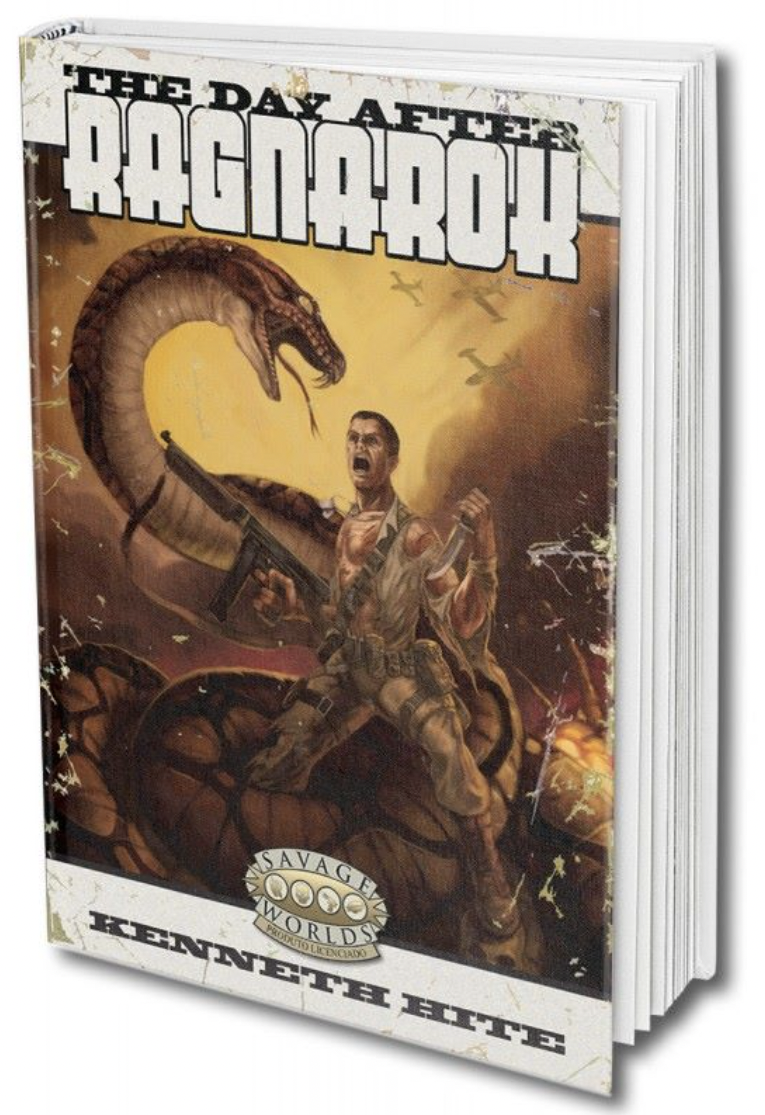 THE DAY AFTER
RAGNAROK
SAVAGE
WORLDS
PRODUTO LICENCIADO
KENNETH HITE